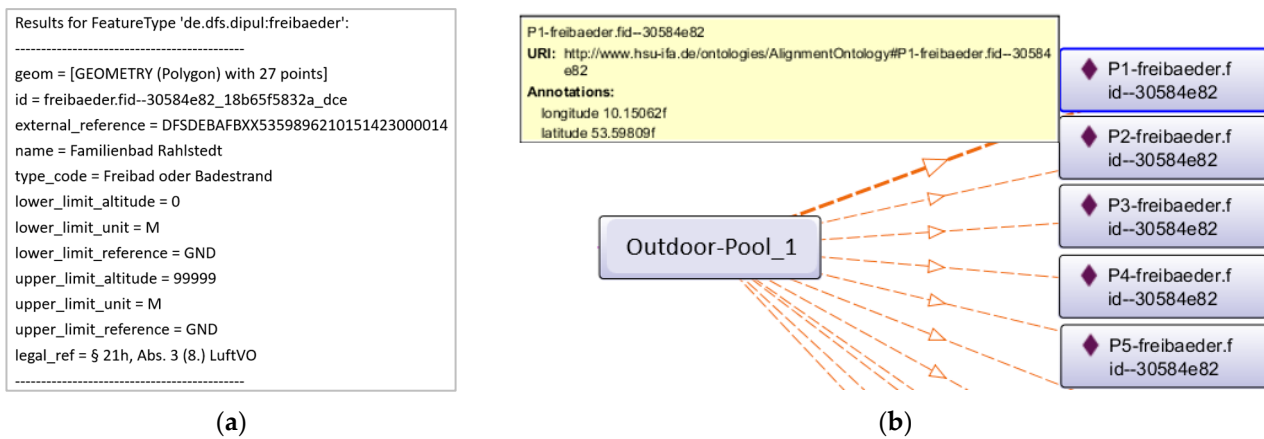 Results for FeatureType 'de.dfs.dipul:freibaeder':
--------------------------------------------
geom = [GEOMETRY (Polygon) with 27 points]
id = freibaeder.fid--30584e82_18b65f5832a_dce
external_reference = DFSDEBAFBXX5359896210151423000014
name = Familienbad Rahlstedt
type_code = Freibad oder Badestrand
lower_limit_altitude = 0
lower_limit_unit = M
lower_limit_reference = GND
upper_limit_altitude = 99999
upper_limit_unit = M
upper_limit_reference = GND
legal_ref = § 21h, Abs. 3 (8.) LuftVO
--------------------------------------------
(a)
P1-freibaeder.fid--30584e82
URI: http://www.hsu-ifa.de/ontologies/AlignmentOntology#P1-freibaeder.fid--30584
e82
Annotations:
longitude 10.15062f
latitude 53.59809f
Outdoor-Pool_1
P1-freibaeder.f
id--30584e82
P2-freibaeder.f
id--30584e82
P3-freibaeder.f
id--30584e82
P4-freibaeder.f
id--30584e82
P5-freibaeder.f
id--30584e82
(b)